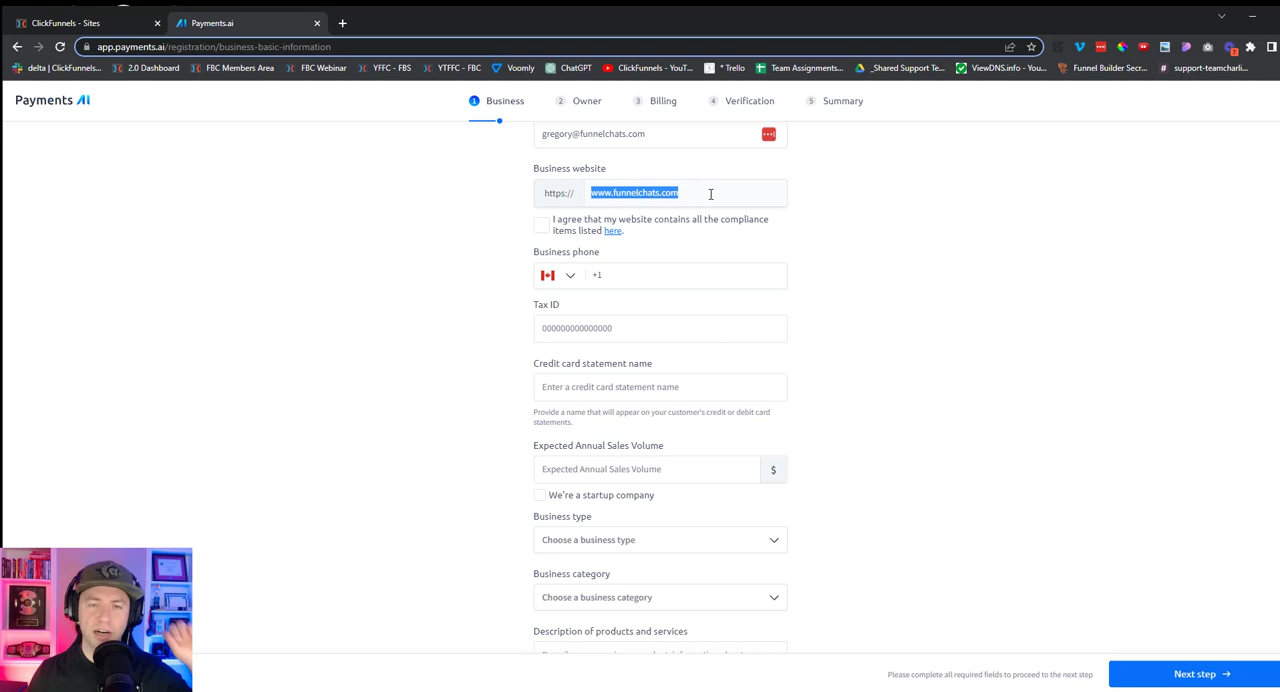 ClickFunnels - Sites
Payments.ai
app.payments.ai/registration/business-basic-information
delta | ClickFunnels...
2.0 Dashboard
FBC Members Area
FBC Webinar
YFFC - FBS
YTFFC - FBC
Voomly
ChatGPT
ClickFunnels - YouT...
* Trello
Team Assignments...
_Shared Support Te...
ViewDNS.info - You...
Funnel Builder Secr...
support-teamcharli...
Payments AI
1 Business
2 Owner
3 Billing
4 Verification
5 Summary
gregory@funnelchats.com
Business website
https://
www.funnelchats.com
I agree that my website contains all the compliance
items listed here.
Business phone
+1
Tax ID
000000000000000
Credit card statement name
Enter a credit card statement name
Provide a name that will appear on your customer's credit or debit card
statements.
Expected Annual Sales Volume
Expected Annual Sales Volume
$
We're a startup company
Business type
Choose a business type
Business category
Choose a business category
Description of products and services
Please complete all required fields to proceed to the next step
Next step →